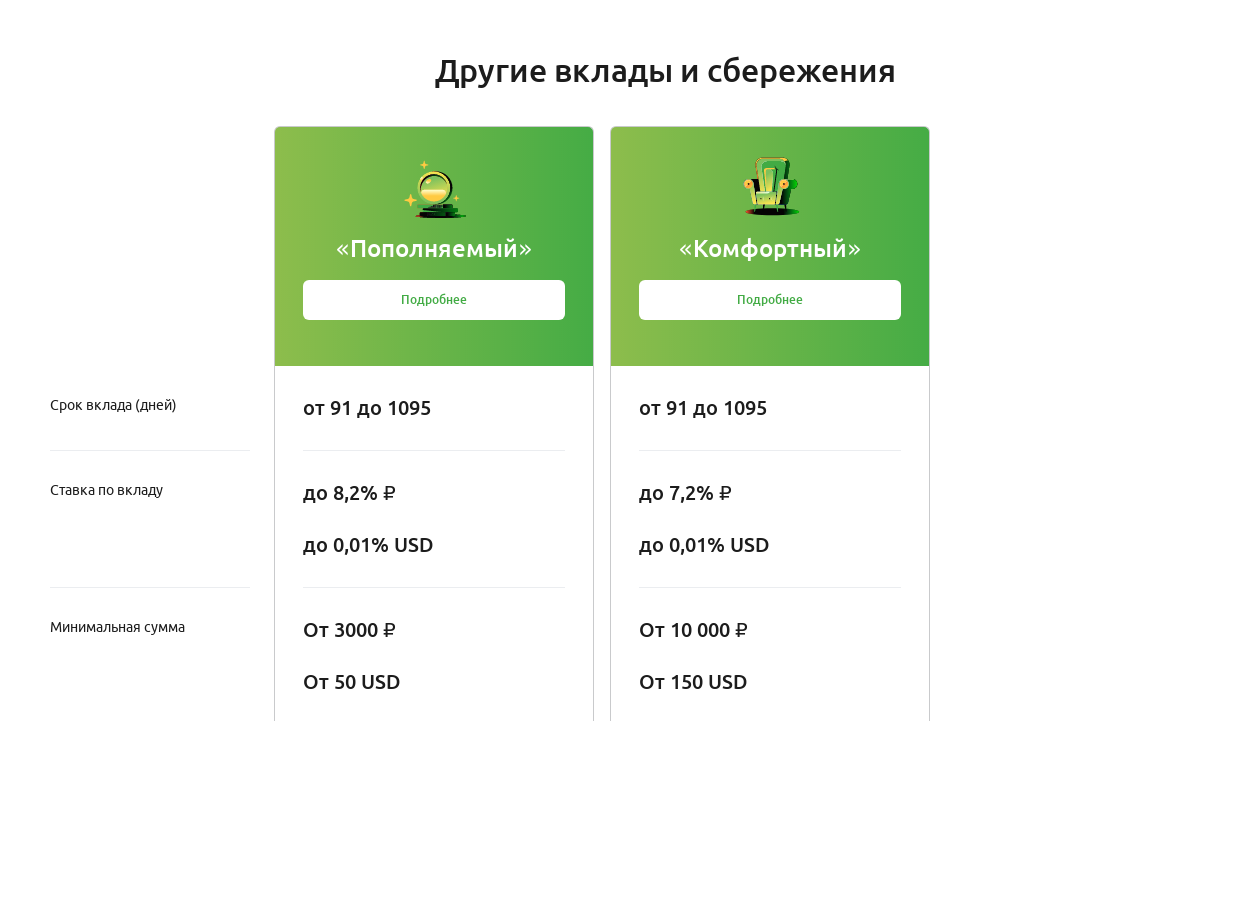 Другие вклады и сбережения
«Пополняемый»
«Комфортный»
Подробнее
Подробнее
Срок вклада (дней)
от 91 до 1095
от 91 до 1095
Ставка по вкладу
до 8,2% ₽
до 7,2% ₽
до 0,01% USD
до 0,01% USD
Минимальная сумма
От 3000 ₽
От 10 000 ₽
От 50 USD
От 150 USD